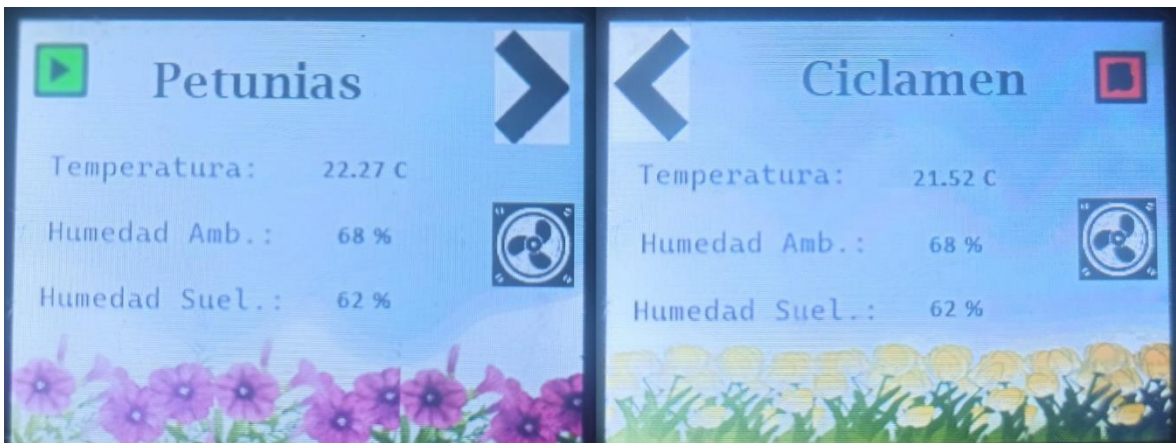 Petunias
Temperatura: 22.27 C
Humedad Amb.: 68 %
Humedad Suel.: 62 %
Ciclamen
Temperatura: 21.52 C
Humedad Amb.: 68 %
Humedad Suel.: 62 %